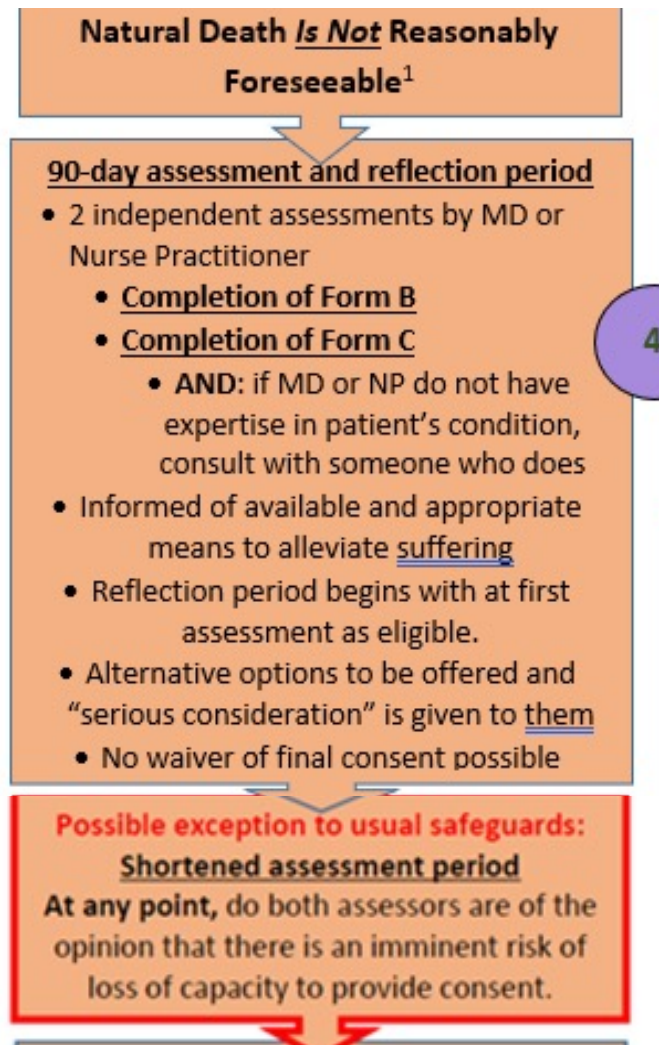 Natural Death Is Not Reasonably
Foreseeable¹
90-day assessment and reflection period
• 2 independent assessments by MD or
Nurse Practitioner
• Completion of Form B
• Completion of Form C
• AND: if MD or NP do not have
expertise in patient's condition,
consult with someone who does
• Informed of available and appropriate
means to alleviate suffering
• Reflection period begins with at first
assessment as eligible.
• Alternative options to be offered and
“serious consideration” is given to them
• No waiver of final consent possible
4
Possible exception to usual safeguards:
Shortened assessment period
At any point, do both assessors are of the
opinion that there is an imminent risk of
loss of capacity to provide consent.